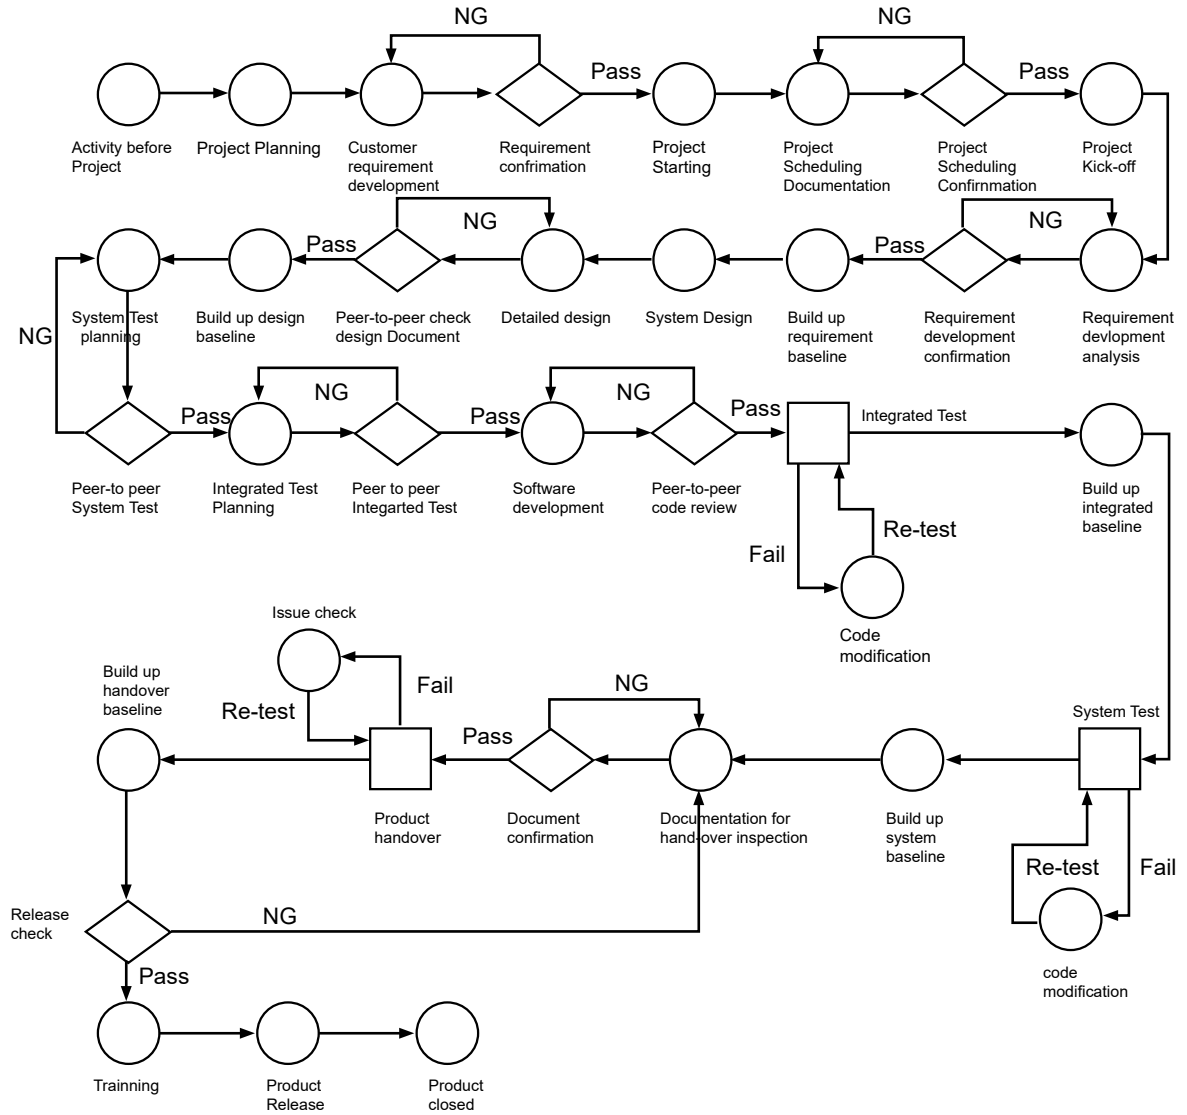 NG
NG
Pass
Pass
Activity before
Project
Project Planning
Customer
requirement
development
Requirement
confrimation
Project
Starting
Project
Scheduling
Documentation
Project
Scheduling
Confirnmation
Project
Kick-off
NG
NG
Pass
Pass
NG
System Test
planning
Build up design
baseline
Peer-to-peer check
design Document
Detailed design
System Design
Build up
requirement
baseline
Requirement
development
confirmation
Requirement
devlopment
analysis
NG
NG
Pass
Pass
Pass
Integrated Test
Peer-to peer
System Test
Integrated Test
Planning
Peer to peer
Integarted Test
Software
development
Peer-to-peer
code review
Build up
integrated
baseline
Fail
Re-test
Code
modification
Issue check
Build up
handover
baseline
Re-test
Fail
NG
Pass
System Test
Product
handover
Document
confirmation
Documentation for
hand-over inspection
Build up
system
baseline
Re-test
Fail
code
modification
Release
check
NG
Pass
Trainning
Product
Release
Product
closed